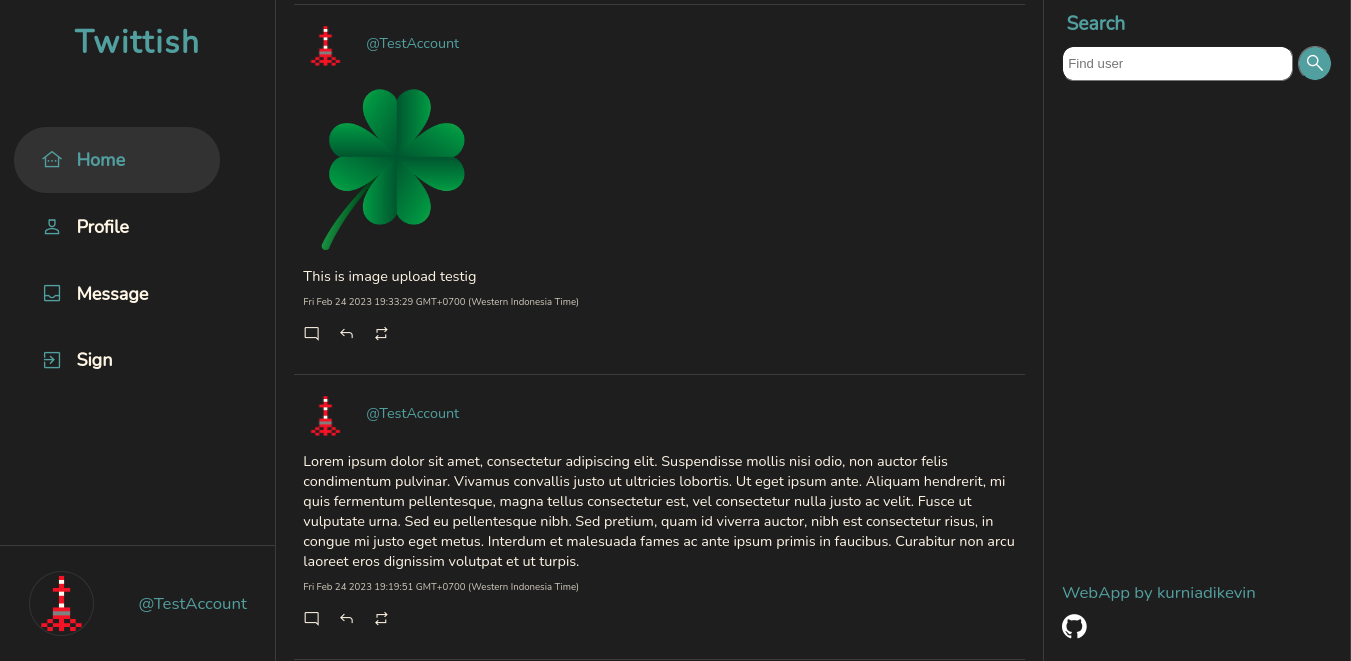 Twittish
Home
Profile
Message
Sign
@TestAccount
@TestAccount
This is image upload testig
Fri Feb 24 2023 19:33:29 GMT+0700 (Western Indonesia Time)
@TestAccount
Lorem ipsum dolor sit amet, consectetur adipiscing elit. Suspendisse mollis nisi odio, non auctor felis
condimentum pulvinar. Vivamus convallis justo ut ultricies lobortis. Ut eget ipsum ante. Aliquam hendrerit, mi
quis fermentum pellentesque, magna tellus consectetur est, vel consectetur nulla justo ac velit. Fusce ut
vulputate urna. Sed eu pellentesque nibh. Sed pretium, quam id viverra auctor, nibh est consectetur risus, in
congue mi justo eget metus. Interdum et malesuada fames ac ante ipsum primis in faucibus. Curabitur non arcu
laoreet eros dignissim volutpat et ut turpis.
Fri Feb 24 2023 19:19:51 GMT+0700 (Western Indonesia Time)
Search
Find user
WebApp by kurniadikevin